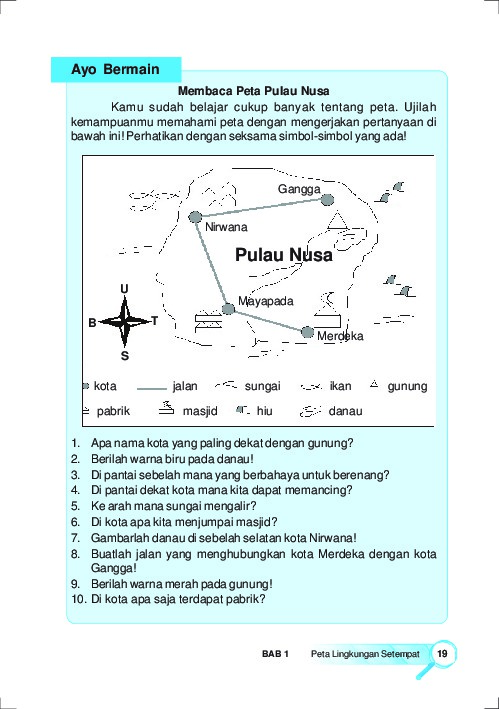 Ayo Bermain
Membaca Peta Pulau Nusa
Kamu sudah belajar cukup banyak tentang peta. Ujilah
kemampuanmu memahami peta dengan mengerjakan pertanyaan di
bawah ini! Perhatikan dengan seksama simbol-simbol yang ada!
Gangga
Nirwana
Pulau Nusa
Mayapada
Merdeka
U
B T
S
kota jalan sungai ikan gunung
pabrik masjid hiu danau
1. Apa nama kota yang paling dekat dengan gunung?
2. Berilah warna biru pada danau!
3. Di pantai sebelah mana yang berbahaya untuk berenang?
4. Di pantai dekat kota mana kita dapat memancing?
5. Ke arah mana sungai mengalir?
6. Di kota apa kita menjumpai masjid?
7. Gambarlah danau di sebelah selatan kota Nirwana!
8. Buatlah jalan yang menghubungkan kota Merdeka dengan kota
Gangga!
9. Berilah warna merah pada gunung!
10. Di kota apa saja terdapat pabrik?
BAB 1 Peta Lingkungan Setempat 19